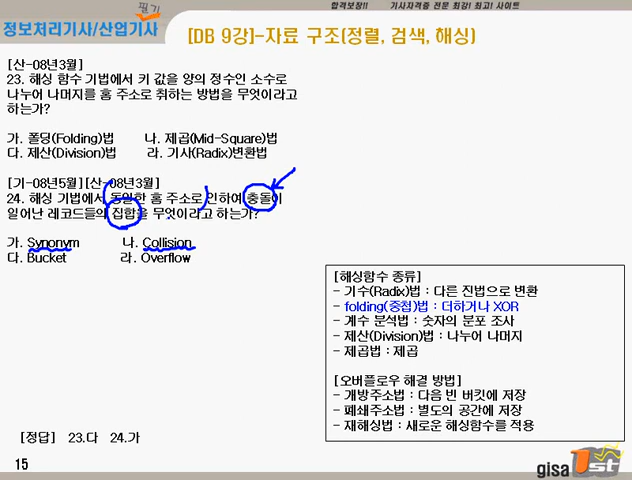 합격보장!! 기사자격증 전문 최강! 최고! 사이트
필기
정보처리기사/산업기사
[DB 9강]-자료 구조(정렬, 검색, 해싱)
[산-08년3월]
23. 해싱 함수 기법에서 키 값을 양의 정수인 소수로
나누어 나머지를 홈 주소로 취하는 방법을 무엇이라고
하는가?
가. 폴딩(Folding)법 나. 제곱(Mid-Square)법
다. 제산(Division)법 라. 기사(Radix)변환법
[기-08년5월][산-08년3월]
24. 해싱 기법에서 동일한 홈 주소로 인하여 충돌이
일어난 레코드들의 집합을 무엇이라고 하는가?
가. Synonym 나. Collision
다. Bucket 라. Overflow
[해싱함수 종류]
- 기수(Radix)법 : 다른 진법으로 변환
- folding(중첩)법 : 더하거나 XOR
- 계수 분석법 : 숫자의 분포 조사
- 제산(Division)법 : 나누어 나머지
- 제곱법 : 제곱
[오버플로우 해결 방법]
- 개방주소법 : 다음 빈 버킷에 저장
- 폐쇄주소법 : 별도의 공간에 저장
- 재해싱법 : 새로운 해싱함수를 적용
[정답] 23.다 24.가
15
gisa 1st